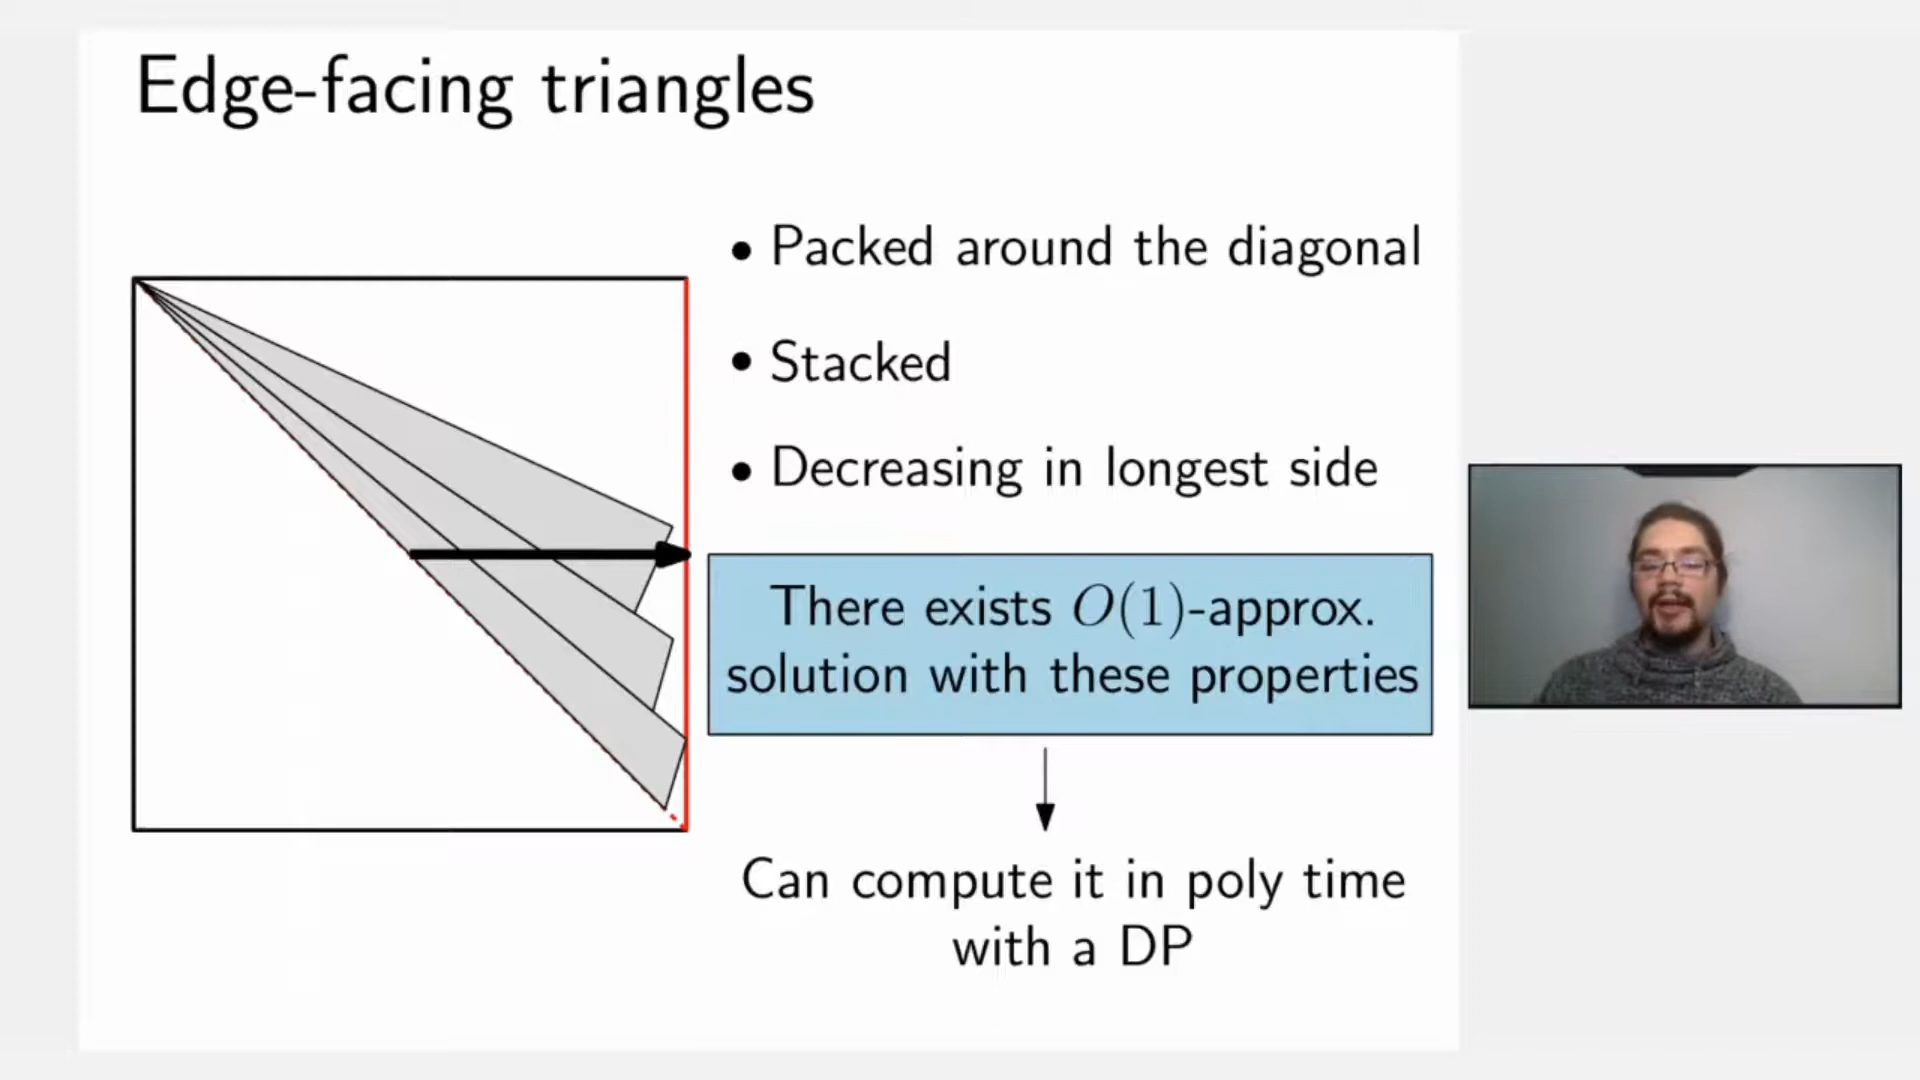 Edge-facing triangles
• Packed around the diagonal
• Stacked
• Decreasing in longest side
There exists O(1)-approx.
solution with these properties
Can compute it in poly time
with a DP